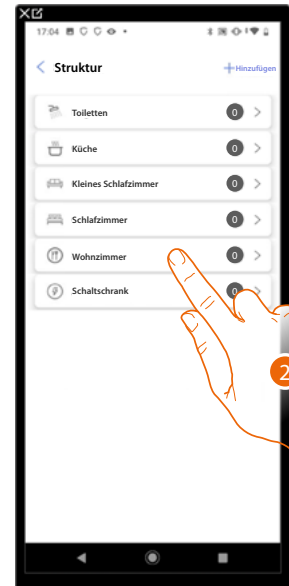 17:04
Struktur
Hinzufügen
Toiletten 0
Küche 0
Kleines Schlafzimmer 0
Schlafzimmer 0
Wohnzimmer 0
Schaltschrank 0
2